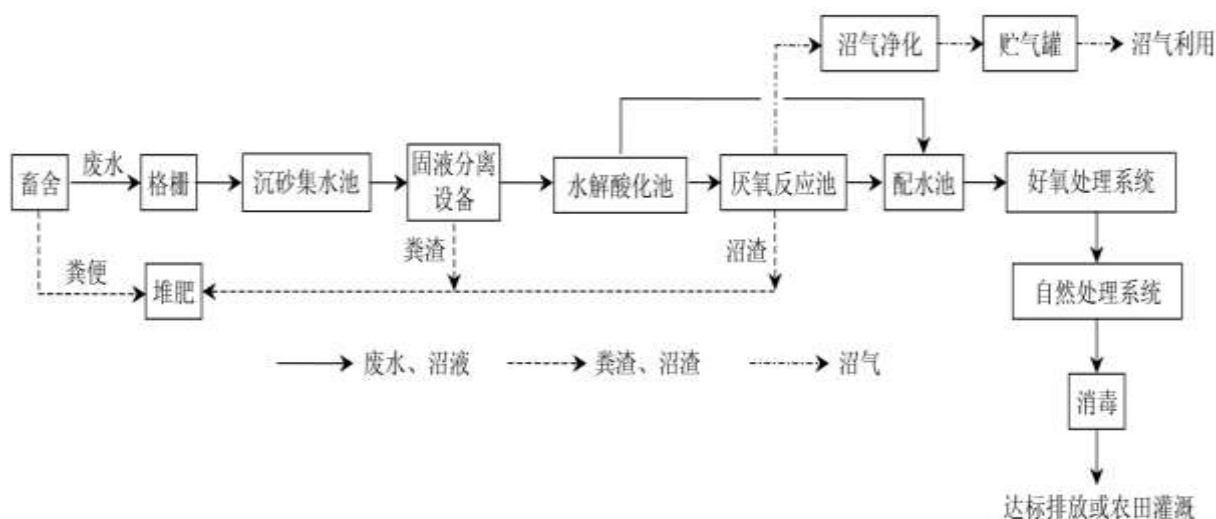 沼气净化
贮气罐
沼气利用
畜舍
废水
格栅
沉砂集水池
固液分离
设备
水解酸化池
厌氧反应池
配水池
好氧处理系统
粪便
堆肥
粪渣
沼渣
自然处理系统
废水、沼液
粪渣、沼渣
沼气
消毒
达标排放或农田灌溉